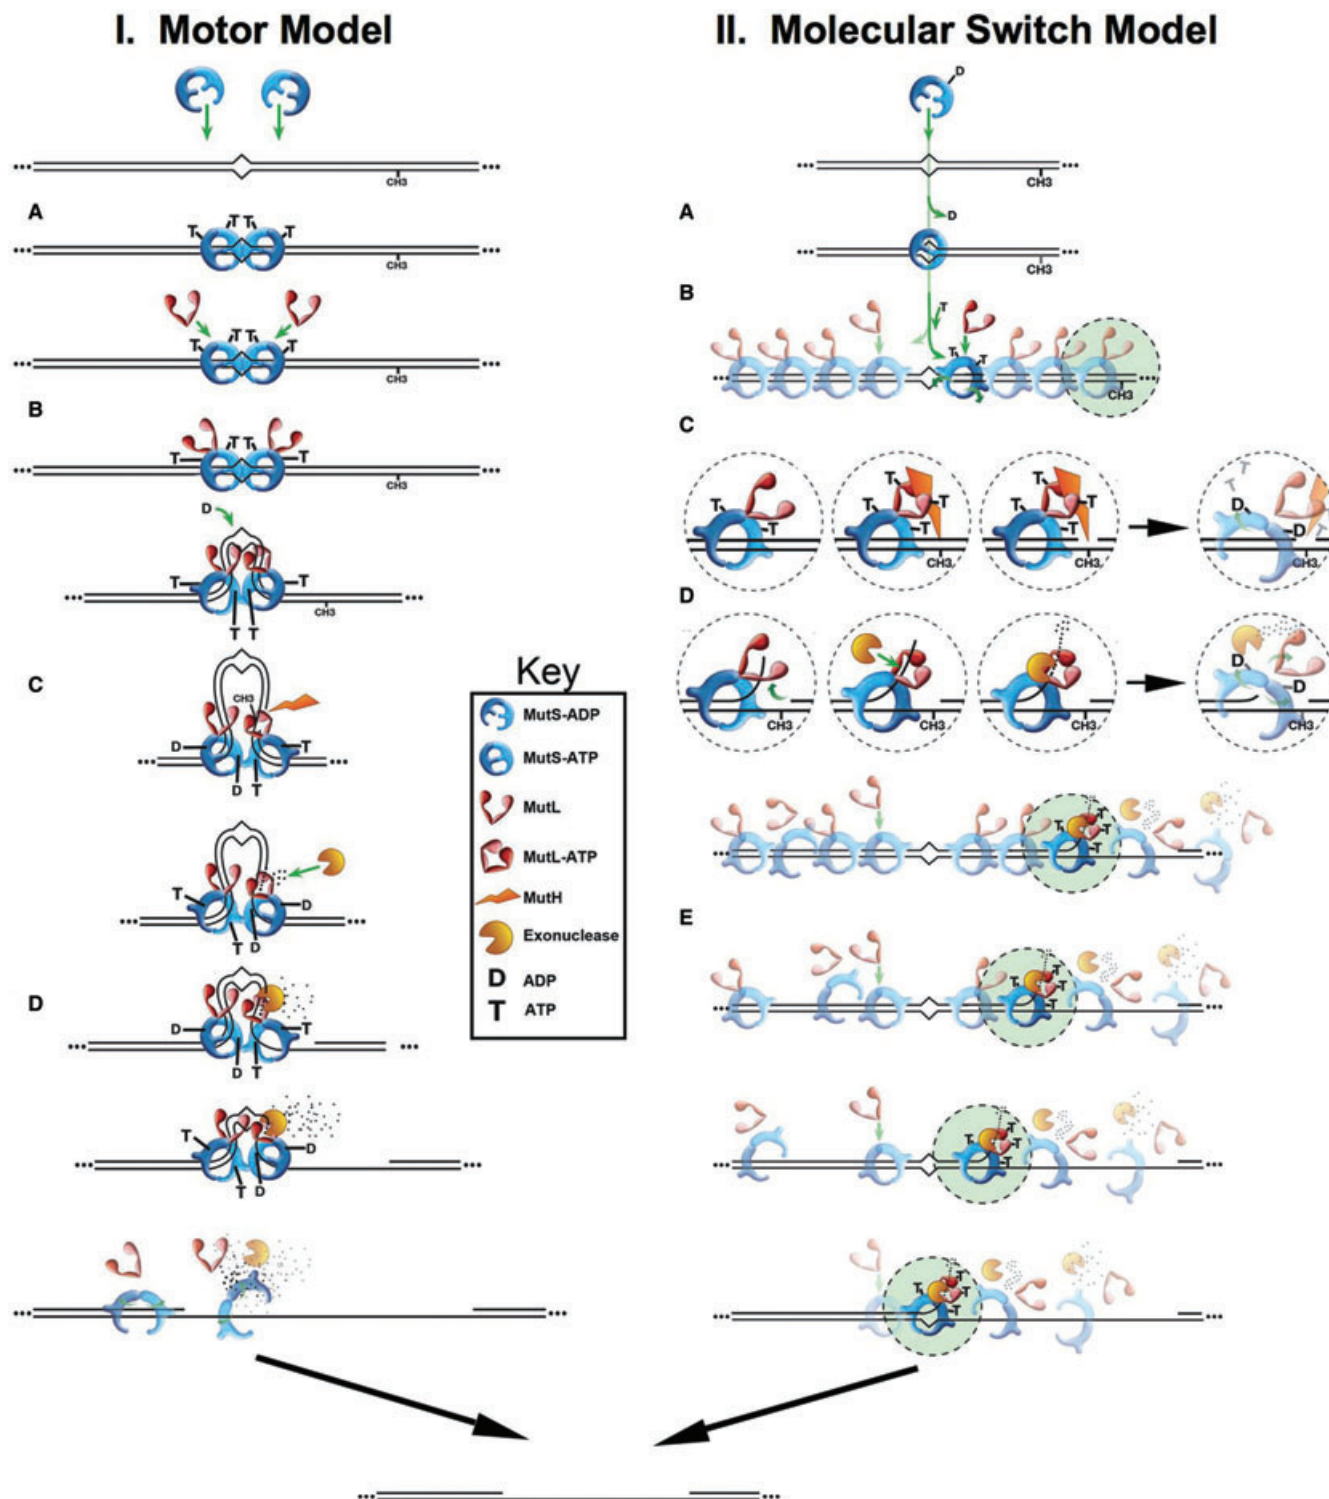 I. Motor Model
II. Molecular Switch Model
D
CH3
CH3
A
T T T T
CH3
A
D
CH3
T T T T
CH3
B
T
T T
CH3
B
T T T T
CH3
D
T T
CH3
T T
C
T T
T T T T
CH3
T T T T
CH3
T T
D D
CH3
D
CH3
CH3
CH3
D
D
CH3
C
CH3
D T
D T
Key
MutS-ADP
MutS-ATP
MutL
MutL-ATP
MutH
Exonuclease
D ADP
T ATP
T T T
T D
T D
E
T T T T
D
D T
D T
T T T T
T D
T D
T T T T